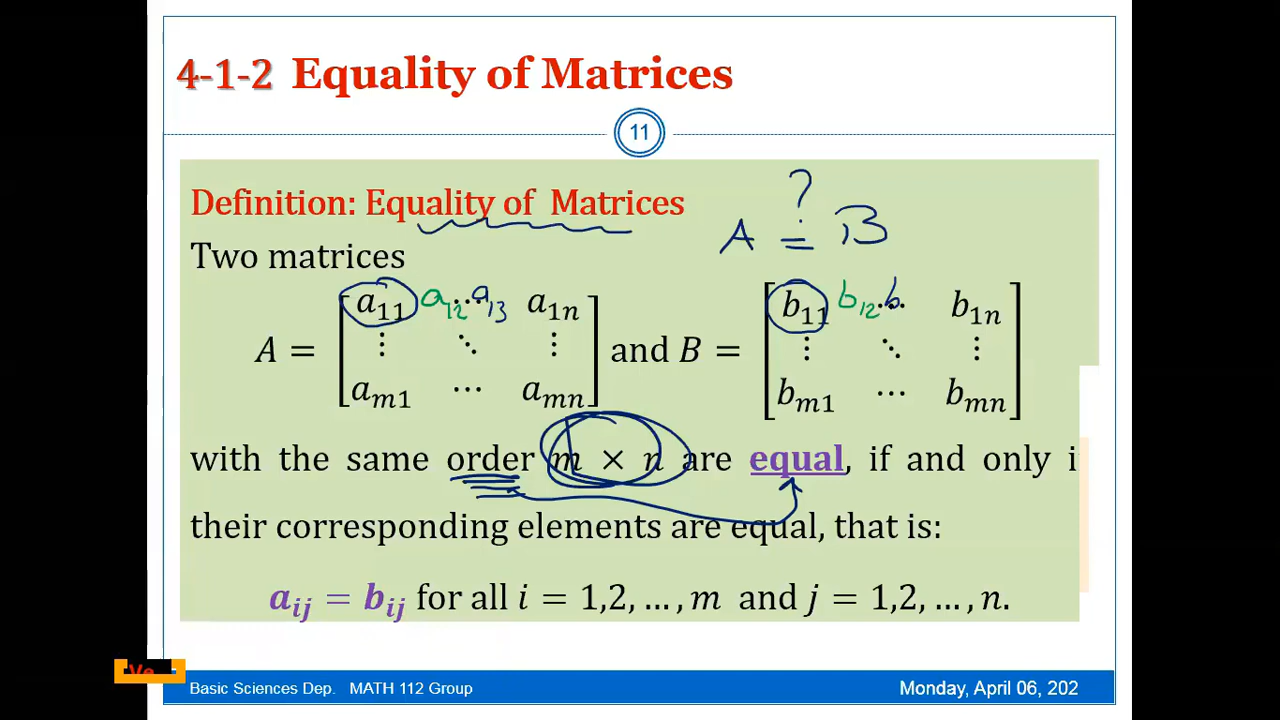 4-1-2 Equality of Matrices
11
Definition: Equality of Matrices
A =? B
Two matrices
A = [a11 a12 ⋯ a13 a1n ⋮ ⋱ ⋮ am1 ⋯ amn] and B = [b11 b12 ⋯ b b1n ⋮ ⋱ ⋮ bm1 ⋯ bmn]
with the same order m × n are equal, if and only i
their corresponding elements are equal, that is:
aij = bij for all i = 1,2, …, m and j = 1,2, …, n.
Ve
Basic Sciences Dep. MATH 112 Group Monday, April 06, 202